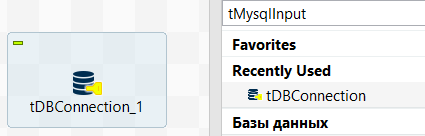 tMysqlInput
Favorites
Recently Used
tDBConnection
tDBConnection_1
Базы данных